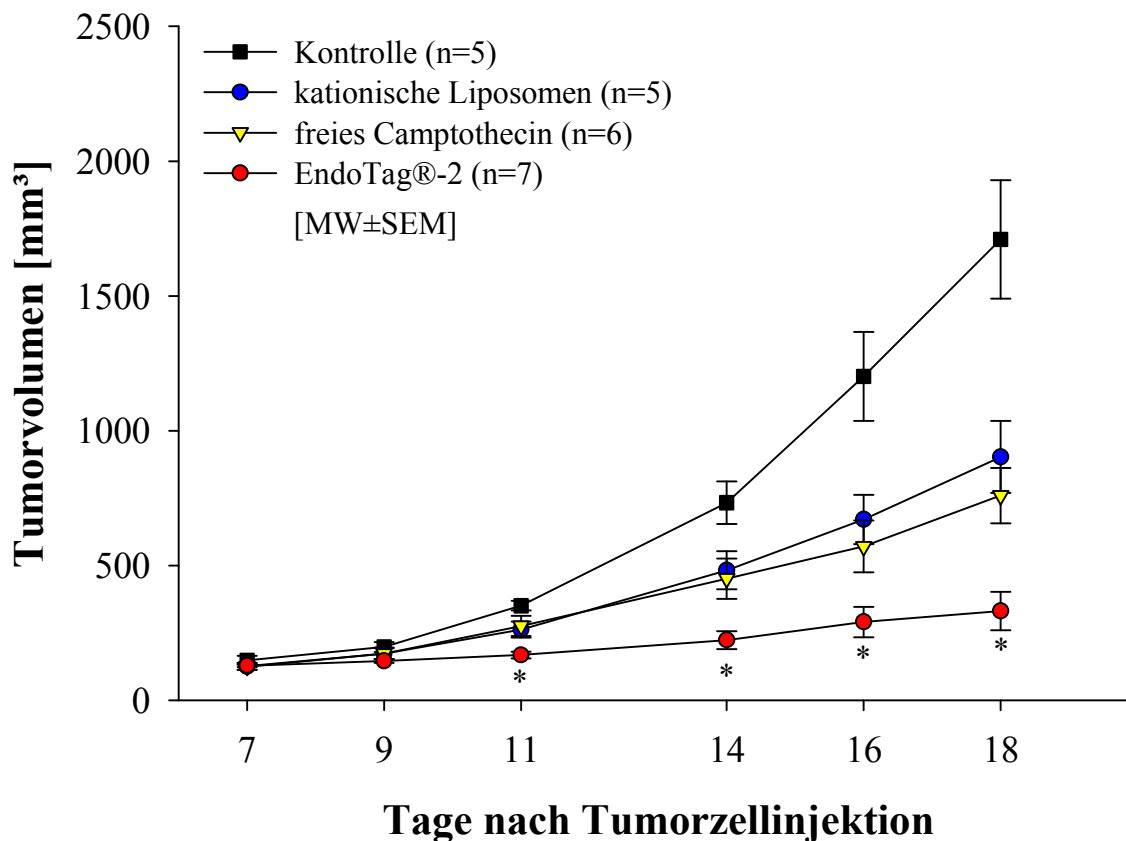 2500
2000
1500
1000
500
0
Tumorvolumen [mm³]
Kontrolle (n=5)
kationische Liposomen (n=5)
freies Camptothecin (n=6)
EndoTag®-2 (n=7)
[MW±SEM]
* * * *
7 9 11 14 16 18
Tage nach Tumorzellinjektion